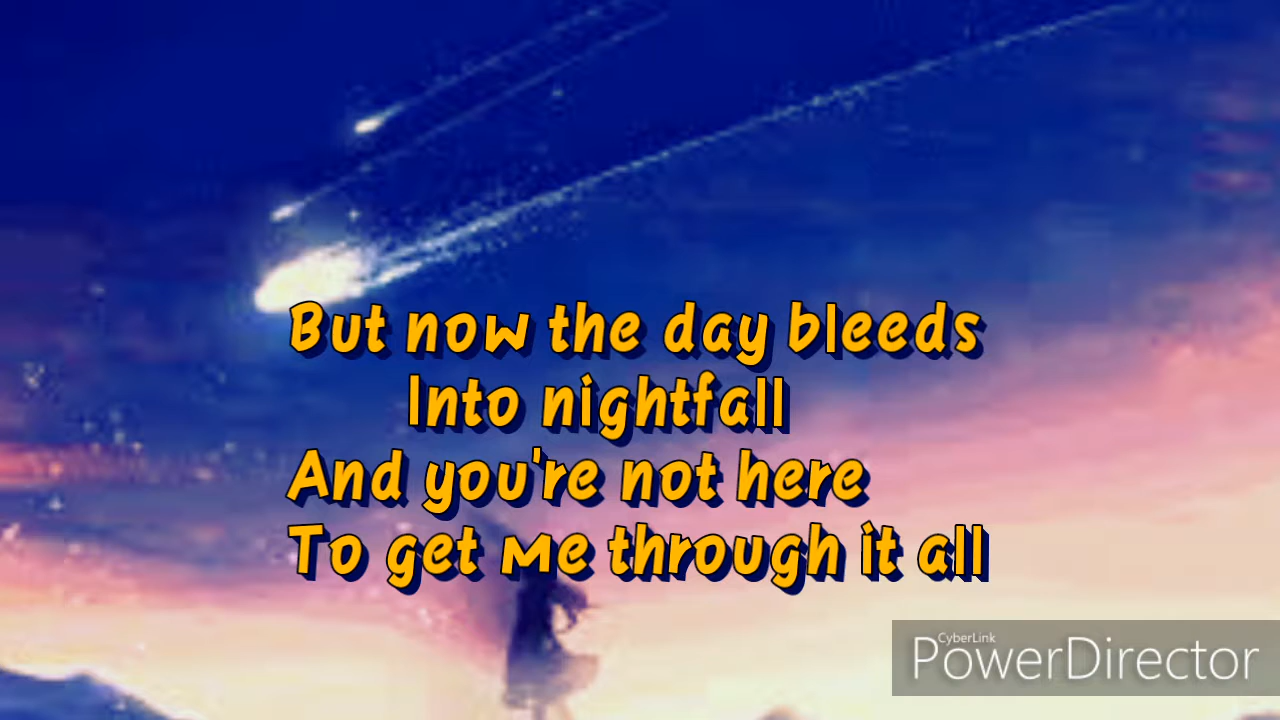 But now the day bleeds
Into nightfall
And you're not here
To get me through it all
CyberLink
PowerDirector